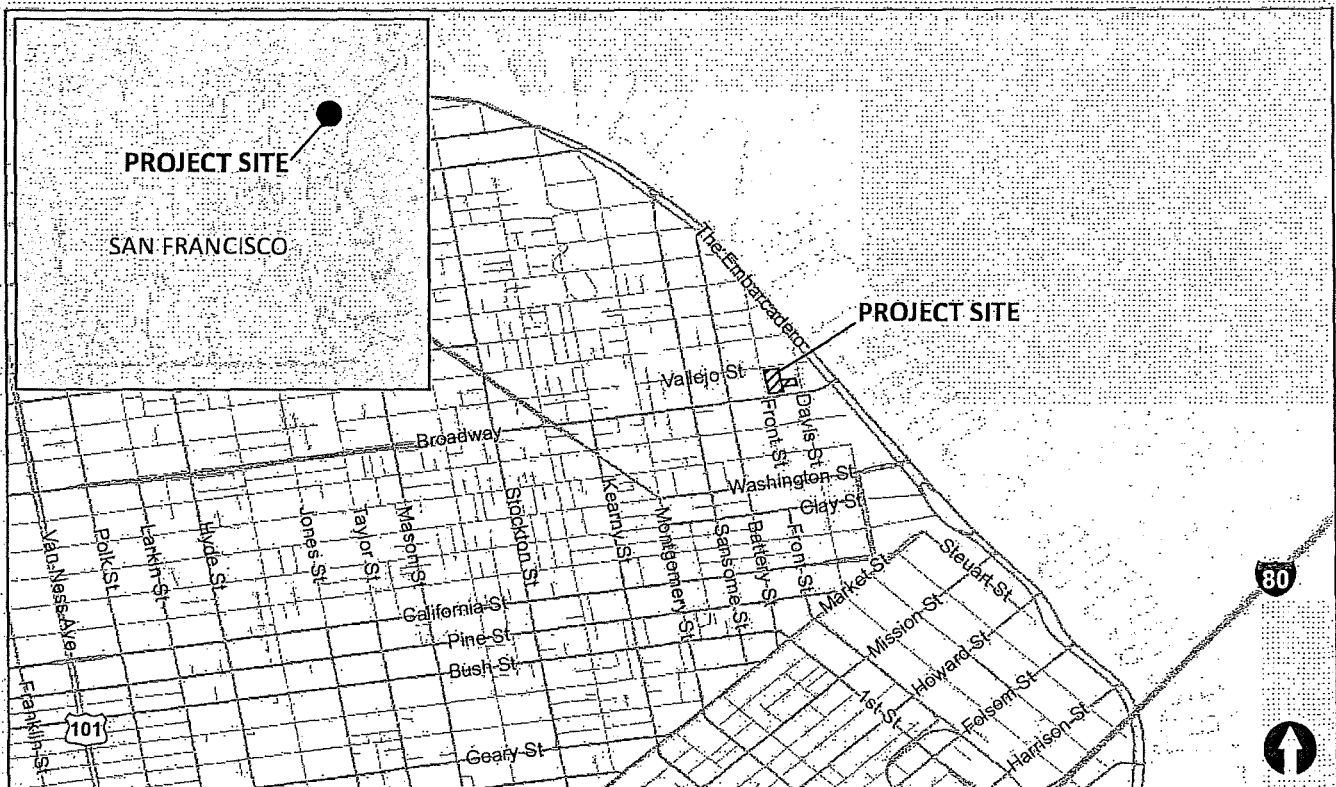 PROJECT SITE
SAN FRANCISCO
The Embarcadero
PROJECT SITE
Vallejo St
Front St
Davis St
Broadway
Washington St
Clay St
Van Ness Ave
Polk St
Larkin St
Hyde St
Jones St
Taylor St
Mason St
Stockton St
Kearny St
Montgomery St
Sansome St
Battery St
Front St
Market St
Steuart St
80
California St
Pine St
Bush St
Mission St
Howard St
1st St
Folsom St
Harrison St
Franklin St
101
Geary St